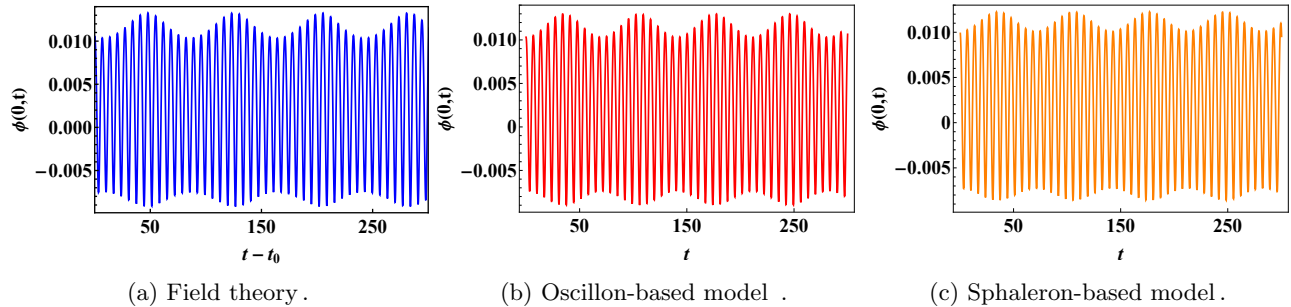 0.010
0.005
0.000
−0.005
ϕ(0,t)
50 150 250
t − t₀
(a) Field theory .
0.010
0.005
0
−0.005
ϕ(0,t)
50 150 250
t
(b) Oscillon-based model .
0.010
0.005
0
−0.005
ϕ(0,t)
50 150 250
t
(c) Sphaleron-based model .